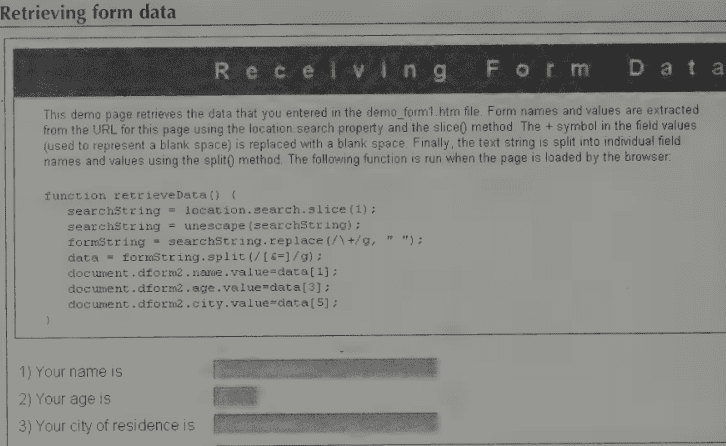 Retrieving form data
Receiving Form Data
This demo page retrieves the data that you entered in the demo_form1.htm file. Form names and values are extracted
from the URL for this page using the location.search property and the slice() method. The + symbol in the field values
(used to represent a blank space) is replaced with a blank space. Finally, the text string is split into individual field
names and values using the split() method. The following function is run when the page is loaded by the browser:
function retrieveData() {
searchString = location.search.slice(1);
searchString = unescape(searchString);
formString = searchString.replace(/\+/g, " ");
data = formString.split(/[&=]/g);
document.dform2.name.value=data[1];
document.dform2.age.value=data[3];
document.dform2.city.value=data[5];
}
1) Your name is
2) Your age is
3) Your city of residence is